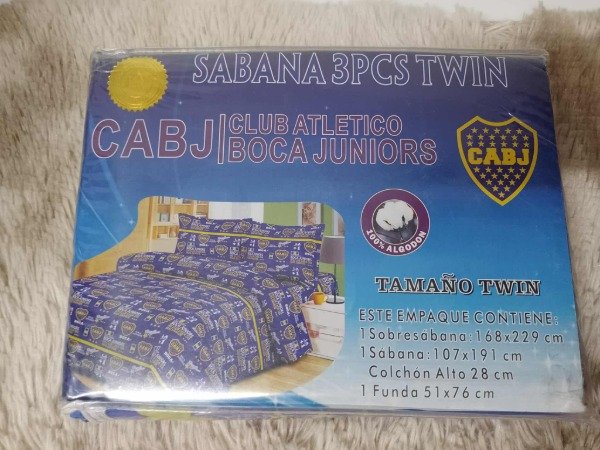 SABANA 3PCS TWIN
CABJ
CLUB ATLETICO
BOCA JUNIORS
CABJ
100% ALGODON
TAMAÑO TWIN
ESTE EMPAQUE CONTIENE:
1 Sobresábana: 168x229 cm
1 Sábana: 107x191 cm
Colchón Alto 28 cm
1 Funda 51x76 cm